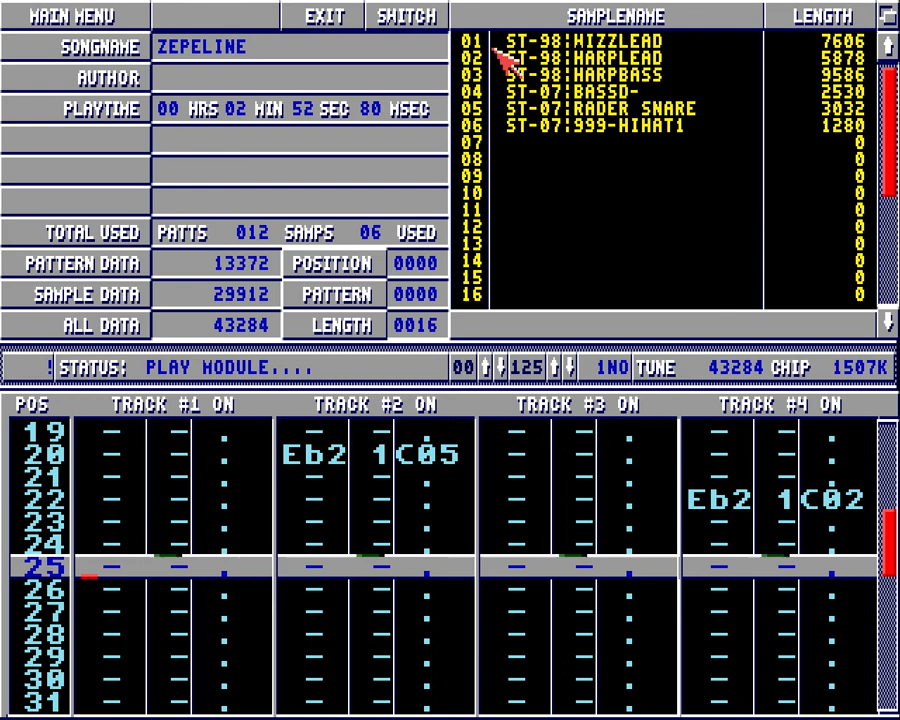 MAIN MENU EXIT SWITCH SAMPLENAME LENGTH
SONGNAME ZEPELINE
AUTHOR
PLAYTIME 00 HRS 02 MIN 52 SEC 80 MSEC
TOTAL USED PATTS 012 SAMPS 06 USED
PATTERN DATA 13372 POSITION 0000
SAMPLE DATA 29912 PATTERN 0000
ALL DATA 43284 LENGTH 0016
01 ST-98:WIZZLEAD 7606
02 ST-98:HARPLEAD 5878
03 ST-98:HARPBASS 9586
04 ST-07:BASSD- 2530
05 ST-07:RADER SNARE 3032
06 ST-07:999-HIHAT1 1280
07 0
08 0
09 0
10 0
11 0
12 0
13 0
14 0
15 0
16 0
! STATUS: PLAY MODULE.... 00 125 1NO TUNE 43284 CHIP 1507K
POS TRACK #1 ON TRACK #2 ON TRACK #3 ON TRACK #4 ON
19 — — . — — . — — . — — .
20 — — . Eb2 1 C05 — — . — — .
21 — — . — — . — — . — — .
22 — — . — — . — — . Eb2 1 C02
23 — — . — — . — — . — — .
24 — — . — — . — — . — — .
25 — — . — — . — — . — — .
26 — — . — — . — — . — — .
27 — — . — — . — — . — — .
28 — — . — — . — — . — — .
29 — — . — — . — — . — — .
30 — — . — — . — — . — — .
31 — — . — — . — — . — — .